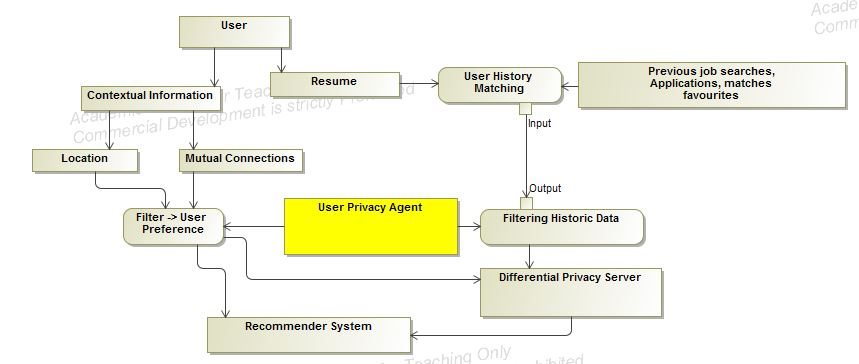 User
Resume
User History
Matching
Previous job searches,
Applications, matches
favourites
Contextual Information
Input
Location
Mutual Connections
Output
Filter -> User
Preference
User Privacy Agent
Filtering Historic Data
Differential Privacy Server
Recommender System
Commercial Development is strictly
Teaching Only